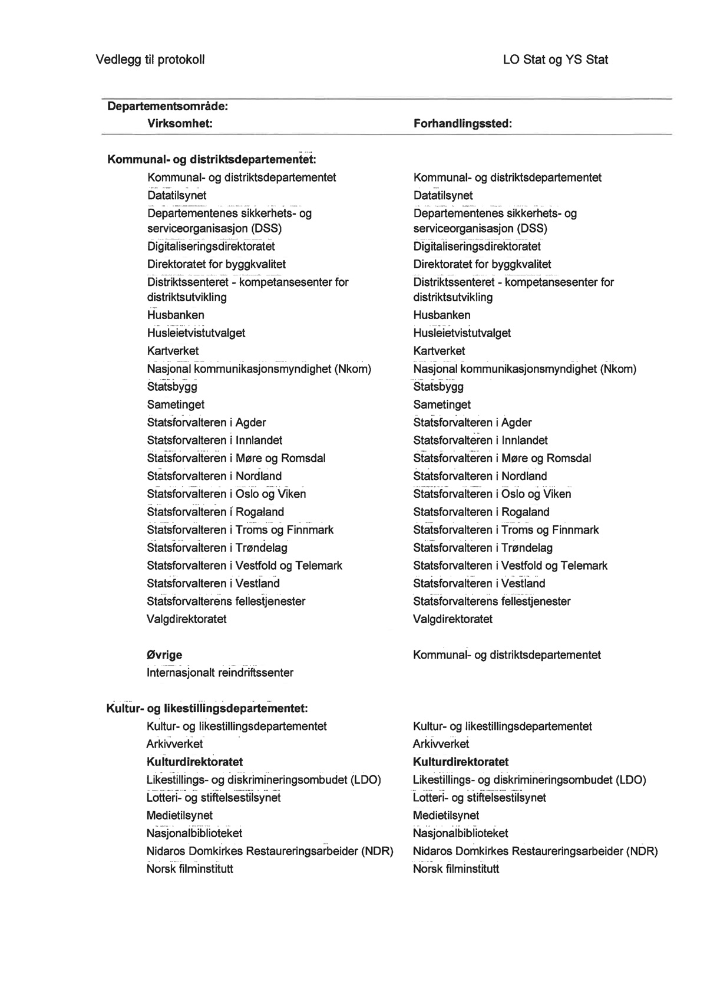 Vedlegg til protokoll LO Stat og YS Stat
Departementsområde:
Virksomhet: Forhandlingssted:
Kommunal- og distriktsdepartementet:
Kommunal- og distriktsdepartementet Kommunal- og distriktsdepartementet
Datatilsynet Datatilsynet
Departementenes sikkerhets- og Departementenes sikkerhets- og
serviceorganisasjon (DSS) serviceorganisasjon (DSS)
Digitaliseringsdirektoratet Digitaliseringsdirektoratet
Direktoratet for byggkvalitet Direktoratet for byggkvalitet
Distriktssenteret - kompetansesenter for Distriktssenteret - kompetansesenter for
distriktsutvikling distriktsutvikling
Husbanken Husbanken
Husleietvistutvalget Husleietvistutvalget
Kartverket Kartverket
Nasjonal kommunikasjonsmyndighet (Nkom) Nasjonal kommunikasjonsmyndighet (Nkom)
Statsbygg Statsbygg
Sametinget Sametinget
Statsforvalteren i Agder Statsforvalteren i Agder
Statsforvalteren i Innlandet Statsforvalteren i Innlandet
Statsforvalteren i Møre og Romsdal Statsforvalteren i Møre og Romsdal
Statsforvalteren i Nordland Statsforvalteren i Nordland
Statsforvalteren i Oslo og Viken Statsforvalteren i Oslo og Viken
Statsforvalteren i Rogaland Statsforvalteren i Rogaland
Statsforvalteren i Troms og Finnmark Statsforvalteren i Troms og Finnmark
Statsforvalteren i Trøndelag Statsforvalteren i Trøndelag
Statsforvalteren i Vestfold og Telemark Statsforvalteren i Vestfold og Telemark
Statsforvalteren i Vestland Statsforvalteren i Vestland
Statsforvalterens fellestjenester Statsforvalterens fellestjenester
Valgdirektoratet Valgdirektoratet
Øvrige Kommunal- og distriktsdepartementet
Internasjonalt reindriftssenter
Kultur- og likestillingsdepartementet:
Kultur- og likestillingsdepartementet Kultur- og likestillingsdepartementet
Arkivverket Arkivverket
Kulturdirektoratet Kulturdirektoratet
Likestillings- og diskrimineringsombudet (LDO) Likestillings- og diskrimineringsombudet (LDO)
Lotteri- og stiftelsestilsynet Lotteri- og stiftelsestilsynet
Medietilsynet Medietilsynet
Nasjonalbiblioteket Nasjonalbiblioteket
Nidaros Domkirkes Restaureringsarbeider (NDR) Nidaros Domkirkes Restaureringsarbeider (NDR)
Norsk filminstitutt Norsk filminstitutt